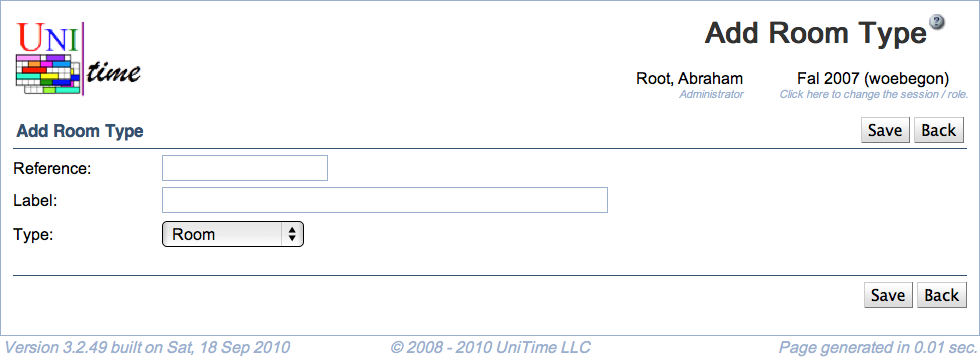 UNI
time
Add Room Type ?
Root, Abraham Fal 2007 (woebegon)
Administrator Click here to change the session / role.
Add Room Type Save Back
Reference:
Label:
Type: Room
Save Back
Version 3.2.49 built on Sat, 18 Sep 2010 © 2008 - 2010 UniTime LLC Page generated in 0.01 sec.